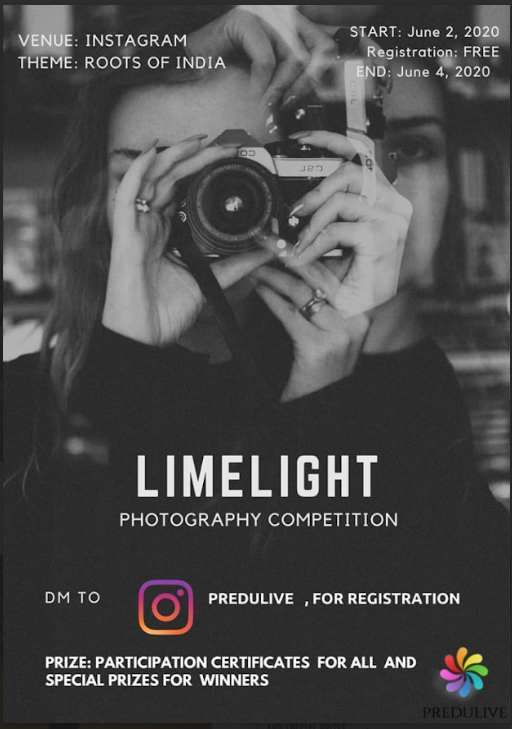 VENUE: INSTAGRAM
THEME: ROOTS OF INDIA
START: June 2, 2020
Registration: FREE
END: June 4, 2020
LIMELIGHT
PHOTOGRAPHY COMPETITION
DM TO PREDULIVE , FOR REGISTRATION
PRIZE: PARTICIPATION CERTIFICATES FOR ALL AND
SPECIAL PRIZES FOR WINNERS
PREDULIVE